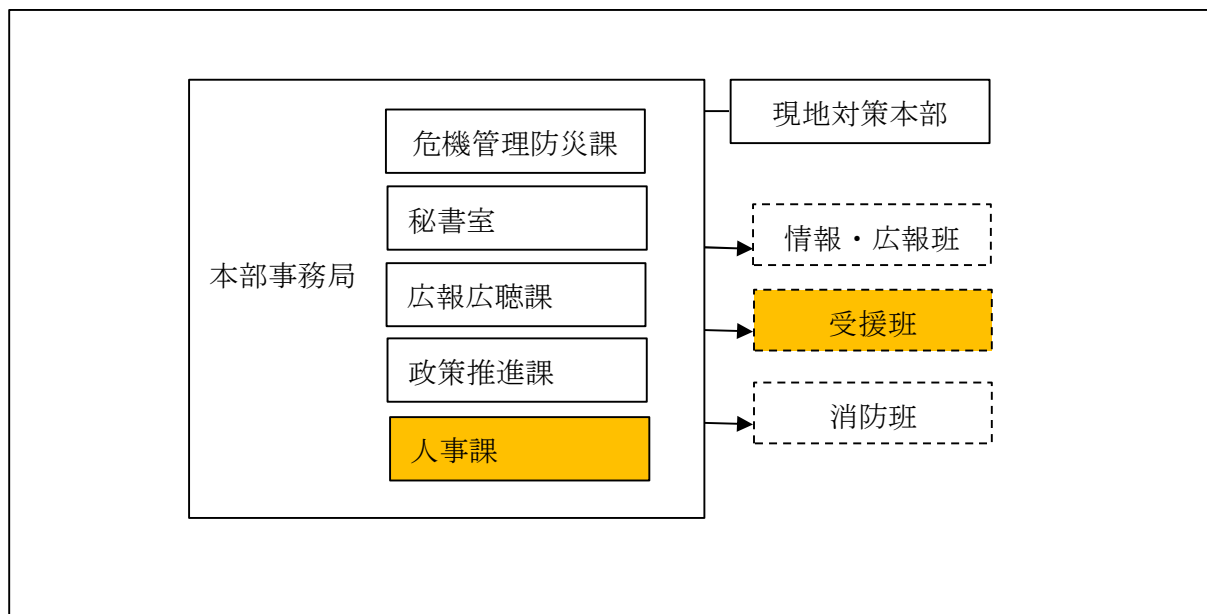 本部事務局
危機管理防災課
秘書室
広報広聴課
政策推進課
人事課
現地対策本部
情報・広報班
受援班
消防班